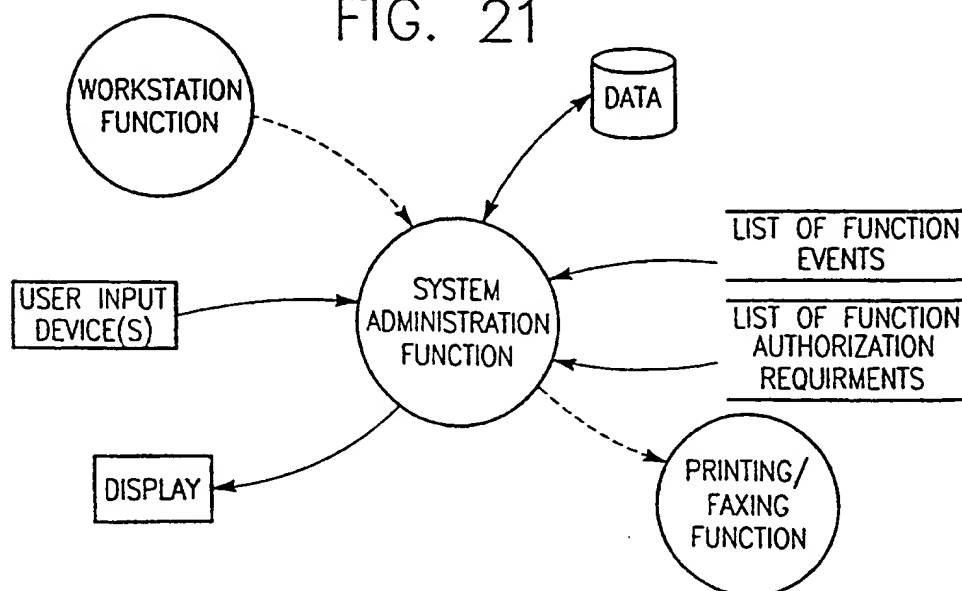 FIG. 21
WORKSTATION
FUNCTION
DATA
LIST OF FUNCTION
EVENTS
USER INPUT
DEVICE(S)
SYSTEM
ADMINISTRATION
FUNCTION
LIST OF FUNCTION
AUTHORIZATION
REQUIRMENTS
DISPLAY
PRINTING/
FAXING
FUNCTION